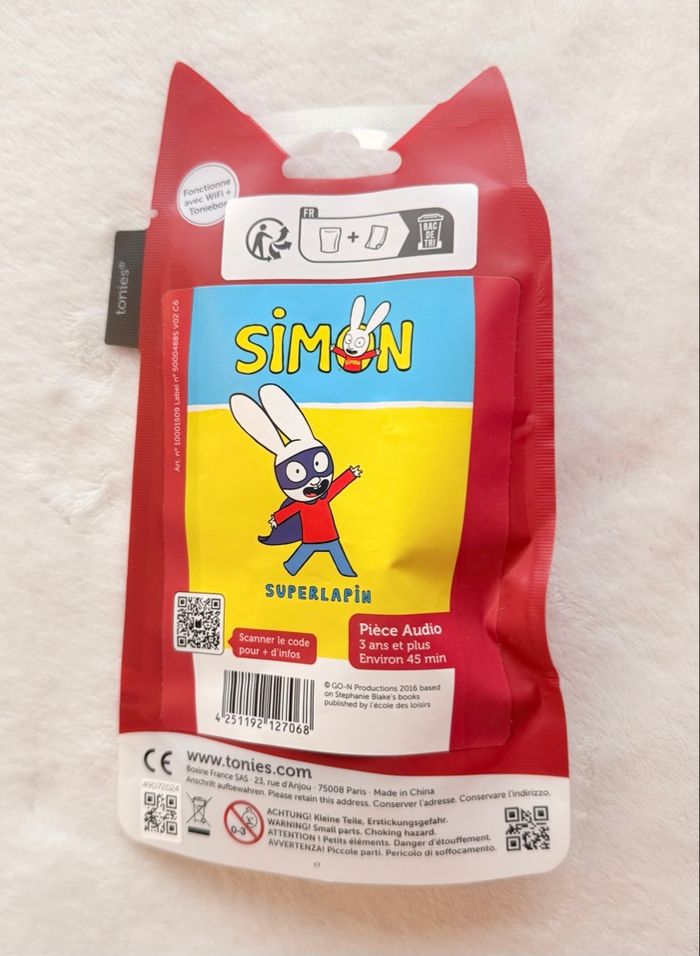 Fonctionne
avec WiFi +
Toniebox
FR
+
BAC
DE
TRI
tonies®
Art. n° 10001509 Label n° 50004885 V02 C6
SiMON
SIMON
SUPERLAPiN
Scanner le code
pour + d'infos
Pièce Audio
3 ans et plus
Environ 45 min
© GO-N Productions 2016 based
on Stephanie Blake's books
published by l'école des loisirs
4 251192 127068
CE
www.tonies.com
Boxine France SAS · 23, rue d'Anjou · 75008 Paris · Made in China
Anschrift aufbewahren. Please retain this address. Conserver l'adresse. Conservare l'indirizzo.
49D72024
0-3
ACHTUNG! Kleine Teile. Erstickungsgefahr.
WARNING! Small parts. Choking hazard.
ATTENTION ! Petits éléments. Danger d'étouffement.
AVVERTENZA! Piccole parti. Pericolo di soffocamento.